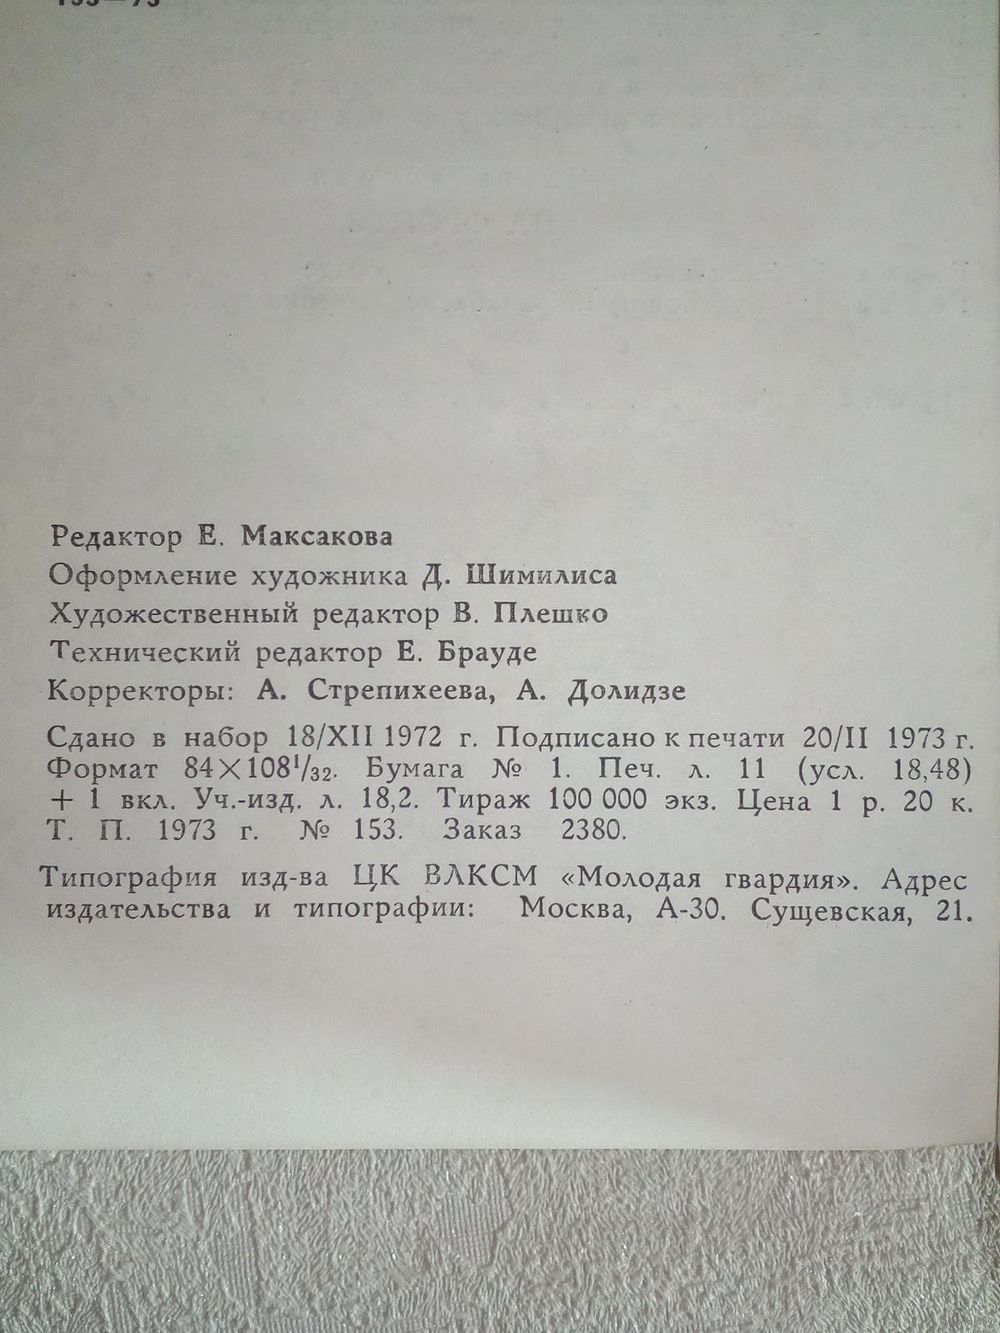 153—73
Редактор Е. Максакова
Оформление художника Д. Шимилиса
Художественный редактор В. Плешко
Технический редактор Е. Брауде
Корректоры: А. Стрепихеева, А. Долидзе
Сдано в набор 18/XII 1972 г. Подписано к печати 20/II 1973 г.
Формат 84×108¹/₃₂. Бумага № 1. Печ. л. 11 (усл. 18,48)
+ 1 вкл. Уч.-изд. л. 18,2. Тираж 100 000 экз. Цена 1 р. 20 к.
Т. П. 1973 г. № 153. Заказ 2380.
Типография изд-ва ЦК ВЛКСМ «Молодая гвардия». Адрес
издательства и типографии: Москва, А-30. Сущевская, 21.